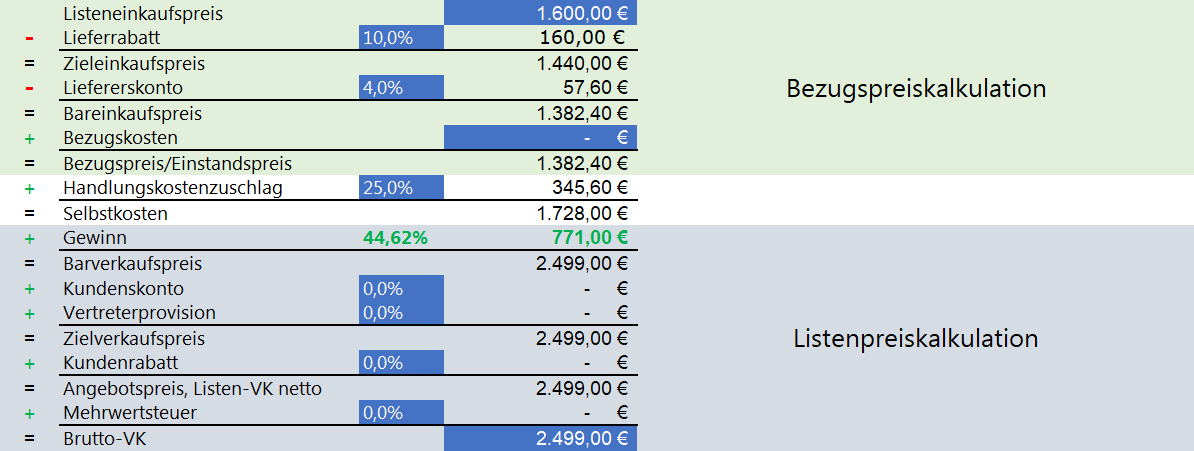 Listeneinkaufspreis 1.600,00 €
- Lieferrabatt 10,0% 160,00 €
= Zieleinkaufspreis 1.440,00 €
- Liefererskonto 4,0% 57,60 €
Bezugspreiskalkulation
= Bareinkaufspreis 1.382,40 €
+ Bezugskosten - €
= Bezugspreis/Einstandspreis 1.382,40 €
+ Handlungskostenzuschlag 25,0% 345,60 €
= Selbstkosten 1.728,00 €
+ Gewinn 44,62% 771,00 €
= Barverkaufspreis 2.499,00 €
+ Kundenskonto 0,0% - €
+ Vertreterprovision 0,0% - €
= Zielverkaufspreis 2.499,00 €
Listenpreiskalkulation
+ Kundenrabatt 0,0% - €
= Angebotspreis, Listen-VK netto 2.499,00 €
+ Mehrwertsteuer 0,0% - €
= Brutto-VK 2.499,00 €